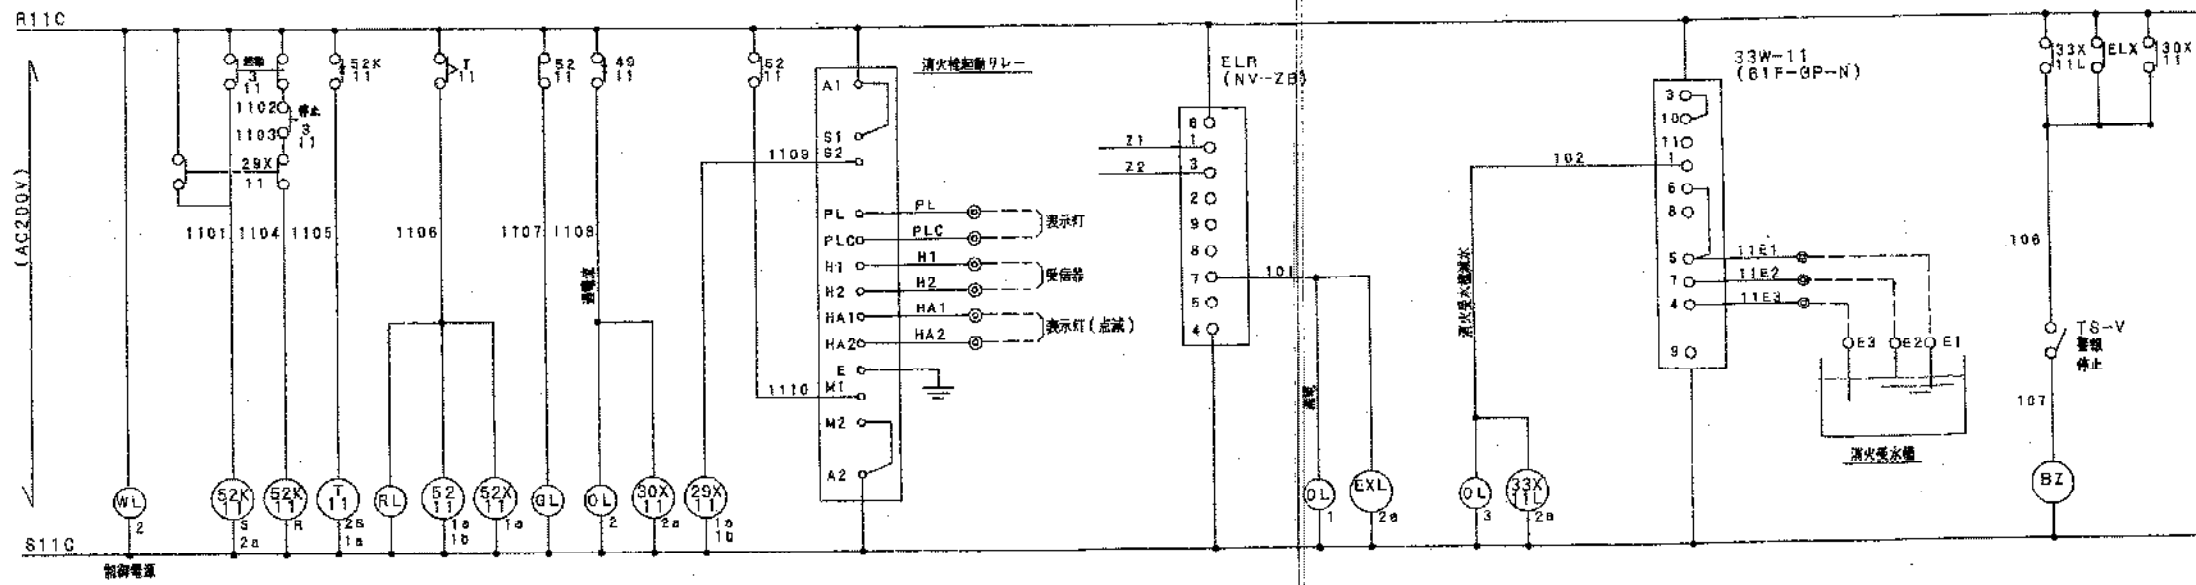 R11C
(AC200V)
S11C
制御電源
WL
2
起動
3
11
1102
停止
3
11
1103
29X
11
1101
1104
52K
11
S
2a
52K
11
R
52K
11
1105
T
11
2a
1a
T
11
1106
RL
52
11
1a
1b
52X
11
1a
52
11
1107
GL
49
11
1108
過電流
OL
2
30X
11
2a
29X
11
1a
1b
52
11
1109
1110
消火栓起動リレー
A1
S1
S2
PL
PLC
H1
H2
HA1
HA2
E
M1
M2
A2
PL
PLC
H1
H2
HA1
HA2
表示灯
受信器
表示灯(点滅)
ELR
(NV-ZB)
Z1
Z2
6
1
3
2
9
8
7
5
4
101
漏電
OL
1
EXL
2a
33W-11
(61F-GP-N)
3
10
11
1
6
8
5
7
4
9
102
消火受水槽減水
OL
3
33X
11L
2a
11E1
11E2
11E3
E3
E2
E1
消火受水槽
33X
11L
ELX
30X
11
106
TS-V
警報
停止
107
BZ